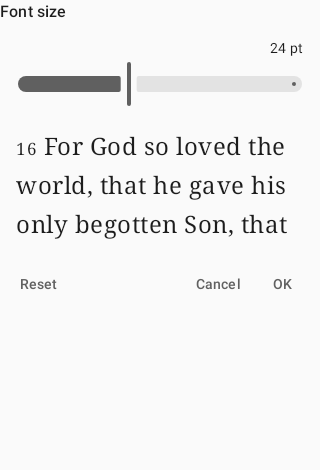 Font size
24 pt
16 For God so loved the
world, that he gave his
only begotten Son, that
Reset Cancel OK